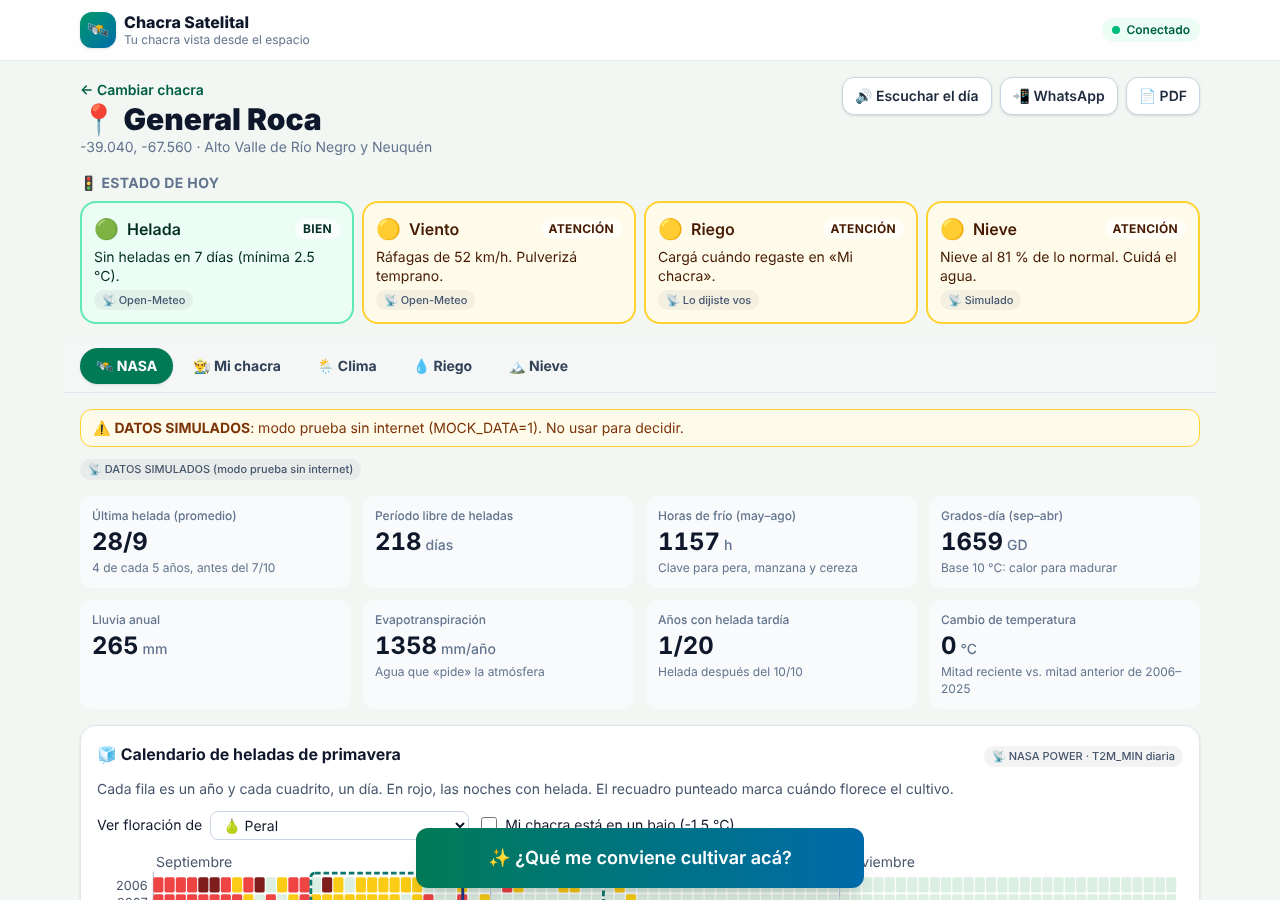 Chacra Satelital
Tu chacra vista desde el espacio
Conectado
← Cambiar chacra
General Roca
-39.040, -67.560 · Alto Valle de Río Negro y Neuquén
Escuchar el día
WhatsApp
PDF
ESTADO DE HOY
Helada
BIEN
Sin heladas en 7 días (mínima 2.5
°C).
Open-Meteo
Viento
ATENCIÓN
Ráfagas de 52 km/h. Pulverizá
temprano.
Open-Meteo
Riego
ATENCIÓN
Cargá cuándo regaste en «Mi
chacra».
Lo dijiste vos
Nieve
ATENCIÓN
Nieve al 81 % de lo normal. Cuidá el
agua.
Simulado
NASA
Mi chacra
Clima
Riego
Nieve
DATOS SIMULADOS: modo prueba sin internet (MOCK_DATA=1). No usar para decidir.
DATOS SIMULADOS (modo prueba sin internet)
Última helada (promedio)
28/9
4 de cada 5 años, antes del 7/10
Período libre de heladas
218 días
Horas de frío (may–ago)
1157 h
Clave para pera, manzana y cereza
Grados-día (sep–abr)
1659 GD
Base 10 °C: calor para madurar
Lluvia anual
265 mm
Evapotranspiración
1358 mm/año
Agua que «pide» la atmósfera
Años con helada tardía
1/20
Helada después del 10/10
Cambio de temperatura
0 °C
Mitad reciente vs. mitad anterior de 2006–
2025
Calendario de heladas de primavera
NASA POWER · T2M_MIN diaria
Cada fila es un año y cada cuadrito, un día. En rojo, las noches con helada. El recuadro punteado marca cuándo florece el cultivo.
Ver floración de
Peral
Mi chacra está en un bajo (-1.5 °C)
¿Qué me conviene cultivar acá?
Septiembre
viembre
2006
2007